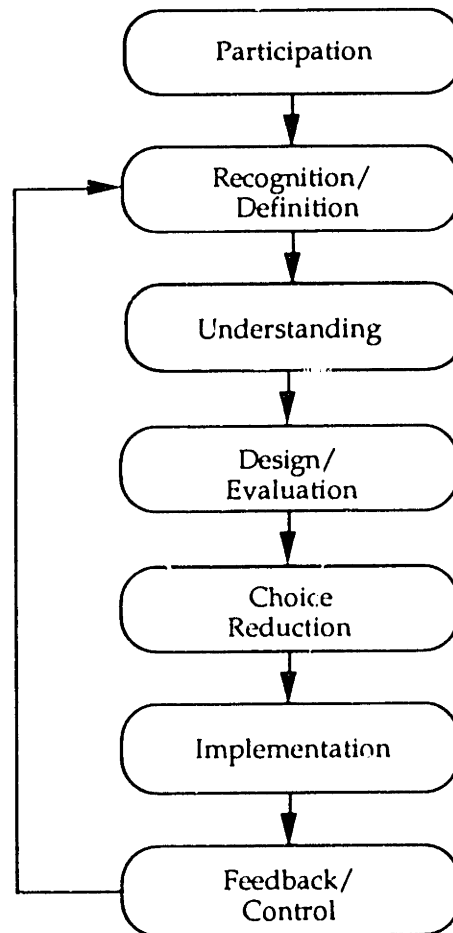 Participation
Recognition/
Definition
Understanding
Design/
Evaluation
Choice
Reduction
Implementation
Feedback/
Control